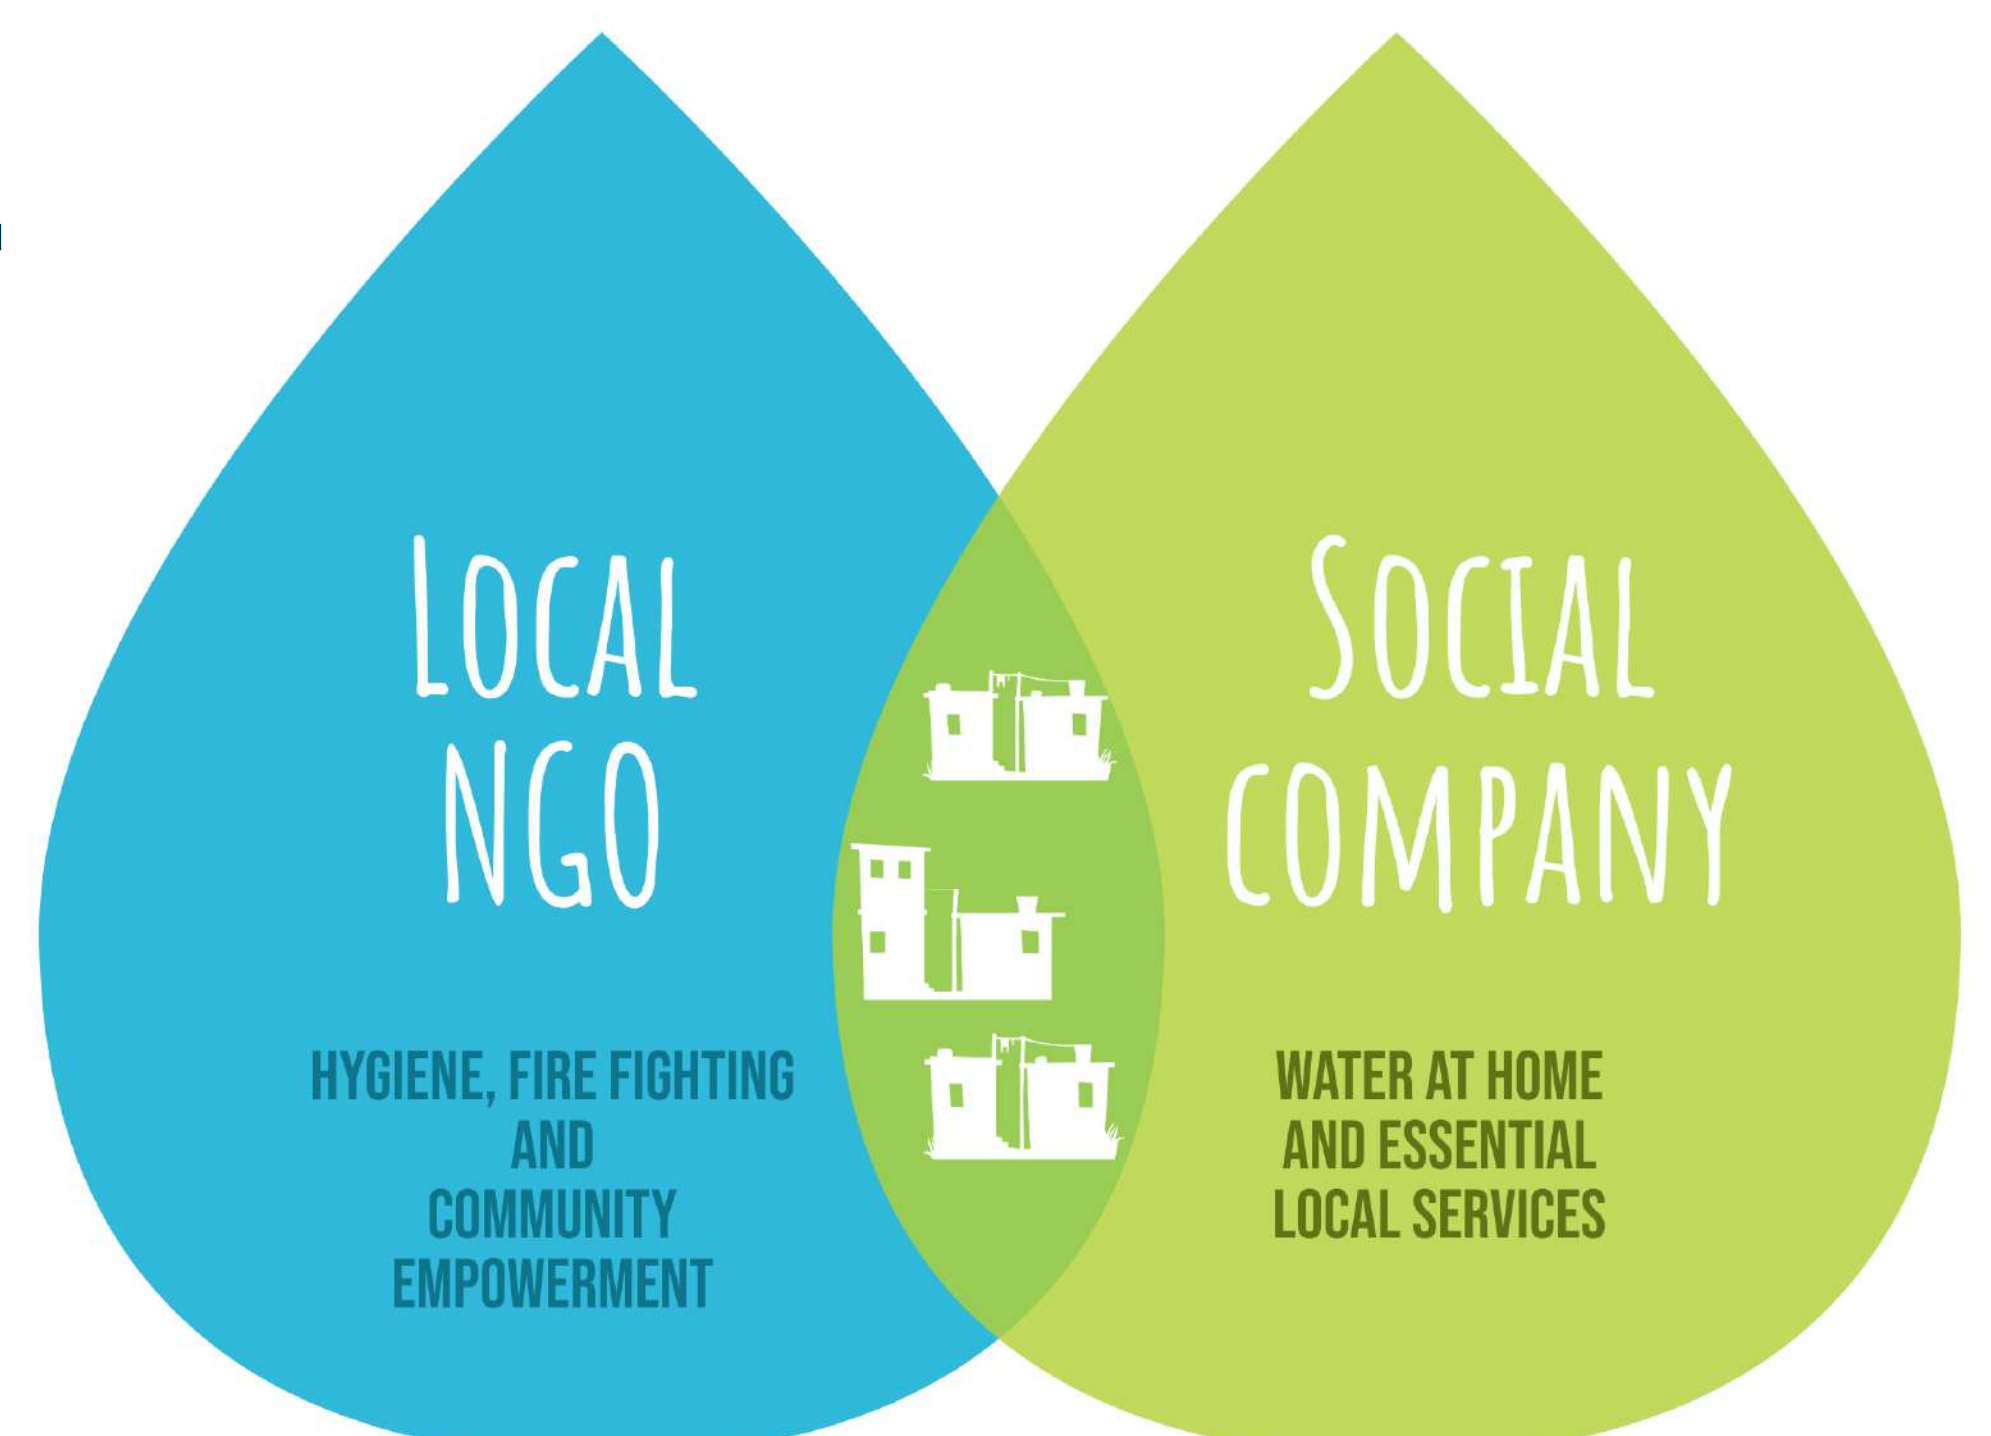 LOCAL
NGO
HYGIENE, FIRE FIGHTING
AND
COMMUNITY
EMPOWERMENT
SOCIAL
COMPANY
WATER AT HOME
AND ESSENTIAL
LOCAL SERVICES